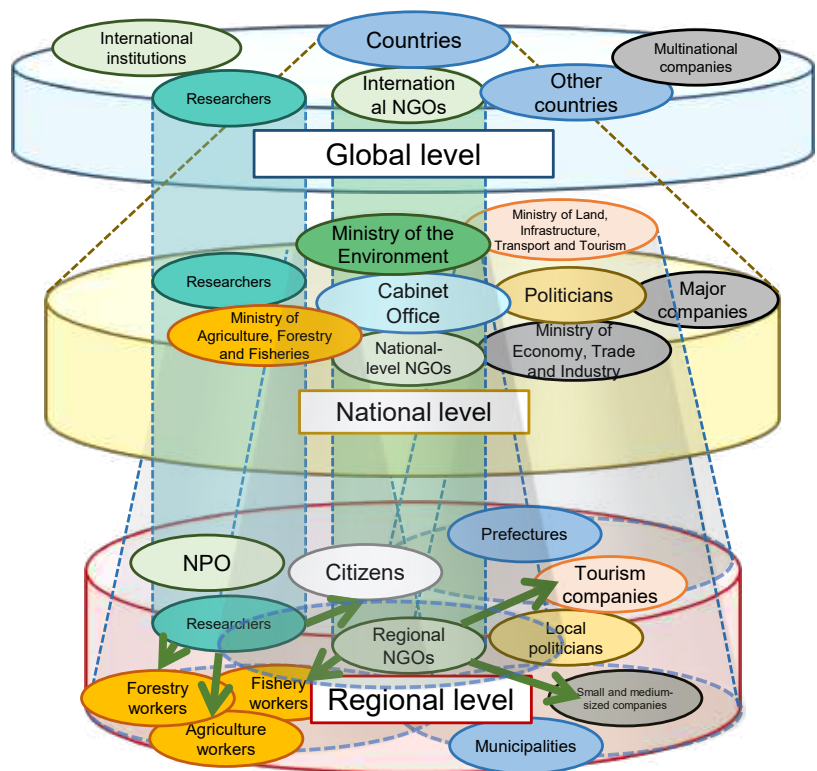 International
institutions
Countries
Multinational
companies
Researchers
Internation
al NGOs
Other
countries
Global level
Ministry of the
Environment
Ministry of Land,
Infrastructure,
Transport and Tourism
Researchers
Cabinet
Office
Politicians
Major
companies
Ministry of
Agriculture, Forestry
and Fisheries
National-
level NGOs
Ministry of
Economy, Trade
and Industry
National level
Prefectures
NPO
Citizens
Tourism
companies
Researchers
Regional
NGOs
Local
politicians
Forestry
workers
Fishery
workers
Regional level
Small and medium-
sized companies
Agriculture
workers
Municipalities